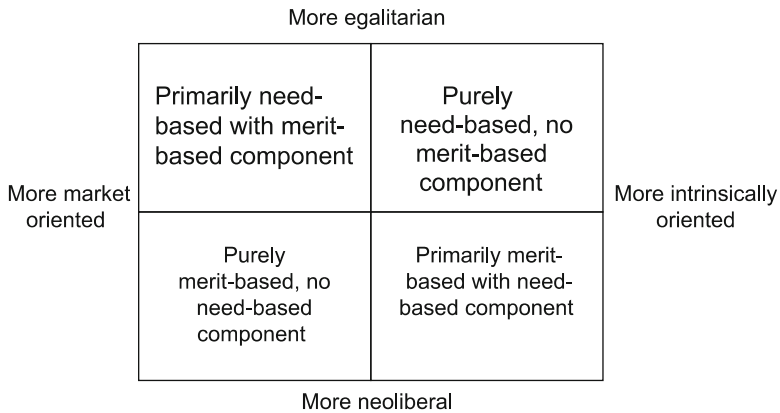 More egalitarian
Primarily need-
based with merit-
based component
Purely
need-based, no
merit-based
component
More market
oriented
More intrinsically
oriented
Purely
merit-based, no
need-based
component
Primarily merit-
based with need-
based component
More neoliberal